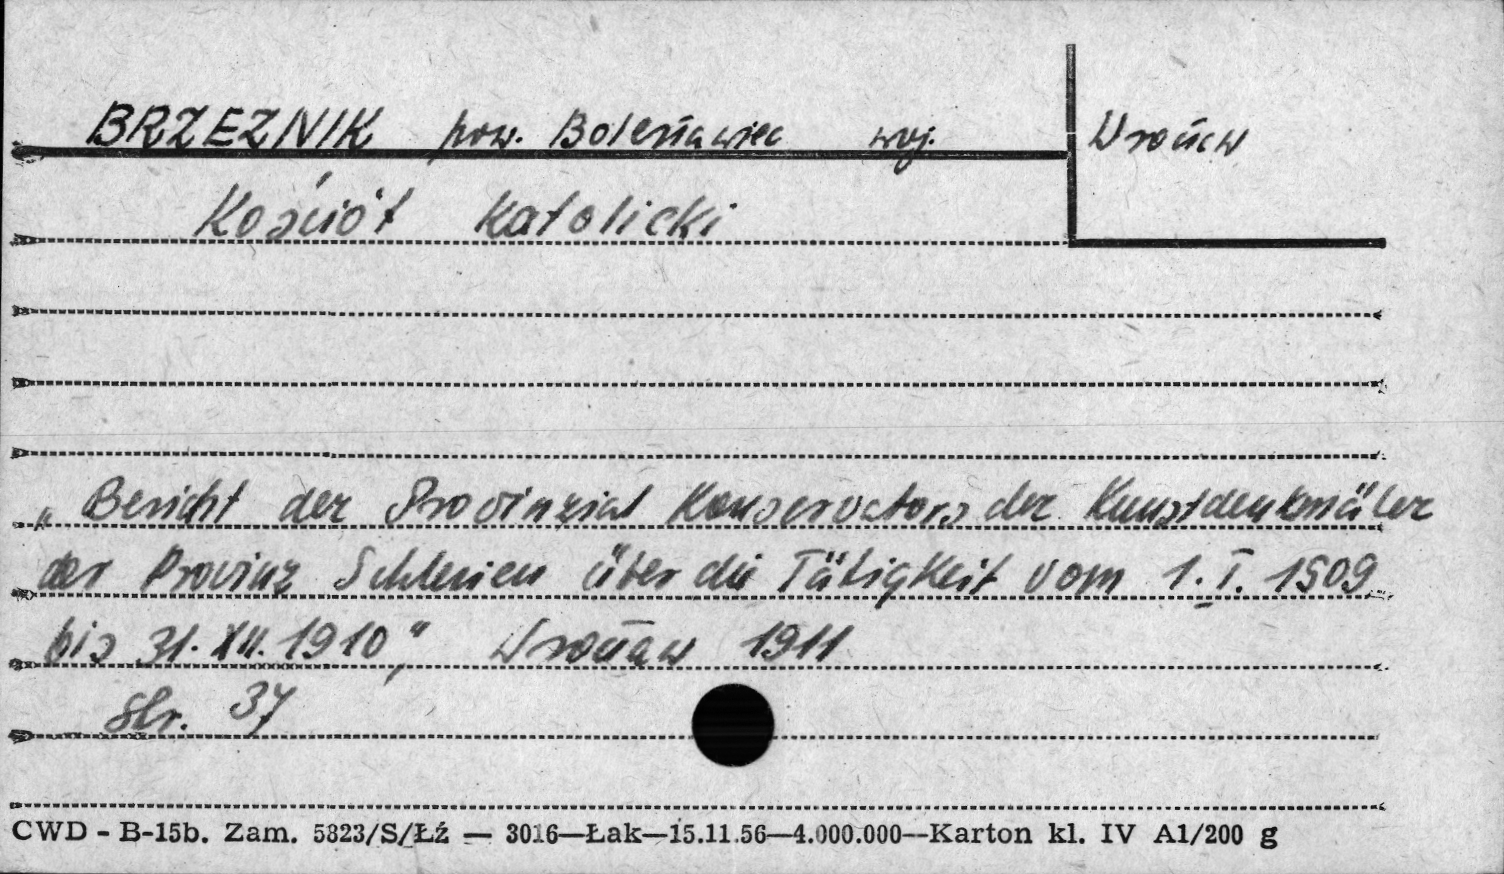 BRZEZNIK pow. Bolesławiec woj. Wrocław
Kościół Katolicki
„Bericht der Provinzial Konservators der Kunstdenkmäler
der Provinz Schlesien über die Tätigkeit vom 1.I.1909
bis 31.XII.1910," Wrocław 1911
Str. 37
CWD - B-15b. Zam. 5823/S/Łź — 3016—Łak—15.11.56—4.000.000—Karton kl. IV A1/200 g